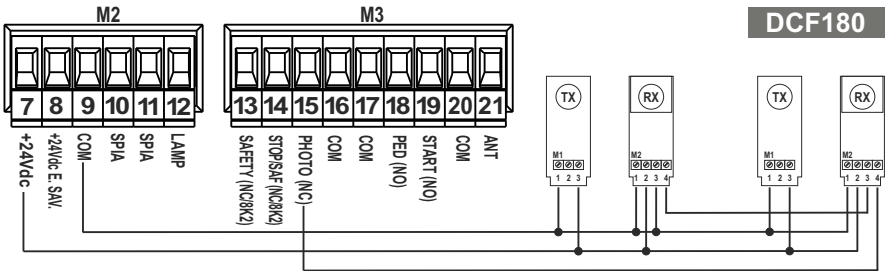 M2 M3 DCF180
7 8 9 10 11 12 13 14 15 16 17 18 19 20 21
+24Vdc
+24Vdc E. SAV.
COM
SPIA
SPIA
LAMP
SAFETY (NC/8K2)
STOP/SAF (NC/8K2)
PHOTO (NC)
COM
COM
PED (NO)
START (NO)
COM
ANT
TX RX TX RX
M1 M2 M1 M2
1 2 3 1 2 3 4 1 2 3 1 2 3 4